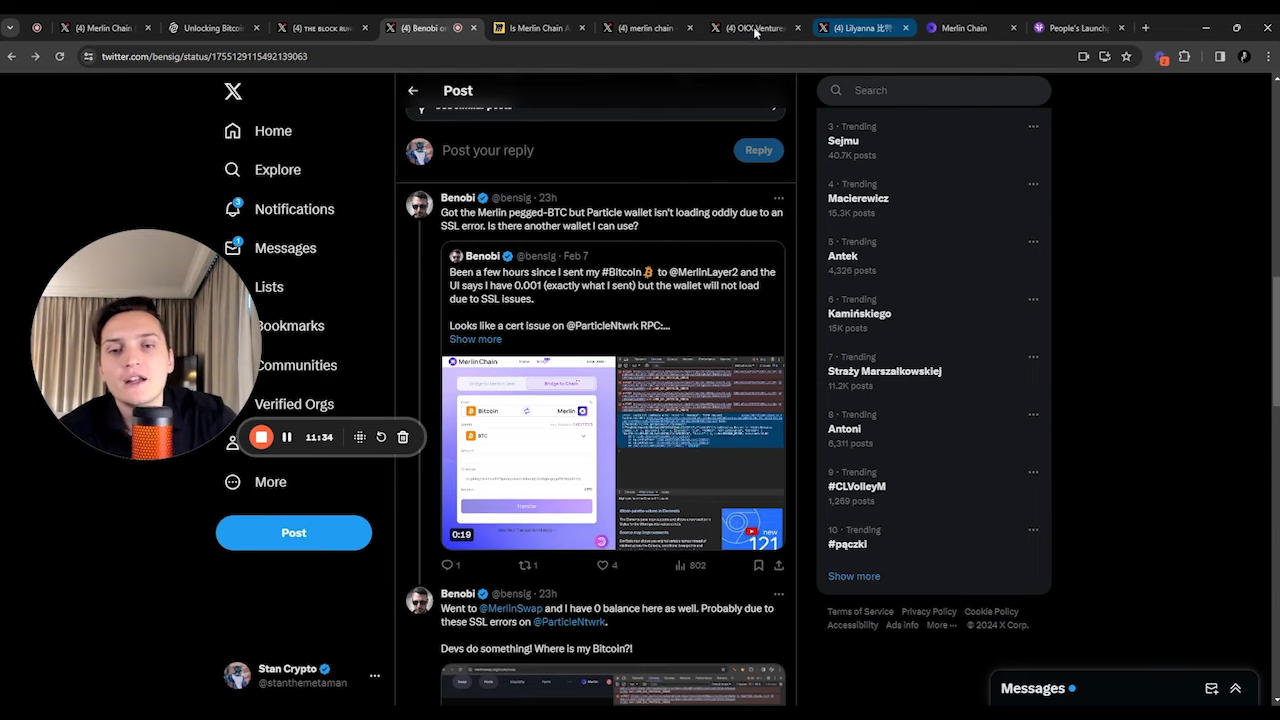 (4) Merlin Chain
Unlocking Bitcoi
(4) THE BLOCK RUN
(4) Benobi on
Is Merlin Chain A
(4) merlin chain -
(4) OKX Ventures
(4) Lilyanna 比特
Merlin Chain
People's Launchp
twitter.com/bensig/status/1755129115492139063
2
Post
Search
Home
Explore
3
Notifications
1
Messages
Lists
Bookmarks
Communities
Verified Orgs
11:34
More
Post
Stan Crypto
@stanthemetaman
Post your reply
Reply
Benobi @bensig · 23h
Got the Merlin pegged-BTC but Particle wallet isn't loading oddly due to an
SSL error. Is there another wallet I can use?
Benobi @bensig · Feb 7
Been a few hours since I sent my #Bitcoin to @MerlinLayer2 and the
UI says I have 0.001 (exactly what I sent) but the wallet will not load
due to SSL issues.
Looks like a cert issue on @ParticleNtwrk RPC:...
Show more
Merlin Chain
Bridge to Chain
Bitcoin
Merlin
BTC
Transfer
0:19
new
121
1
1
4
802
Benobi @bensig · 23h
Went to @MerlinSwap and I have 0 balance here as well. Probably due to
these SSL errors on @ParticleNtwrk.
Devs do something! Where is my Bitcoin?!
3 · Trending
Sejmu
40.7K posts
4 · Trending
Macierewicz
15.3K posts
5 · Trending
Antek
4,326 posts
6 · Trending
Kamińskiego
15K posts
7 · Trending
Straży Marszałkowskiej
11.2K posts
8 · Trending
Antoni
6,311 posts
9 · Trending
#CLVolleyM
1,269 posts
10 · Trending
#pączki
Show more
Terms of Service Privacy Policy Cookie Policy
Accessibility Ads info More ··· © 2024 X Corp.
Messages